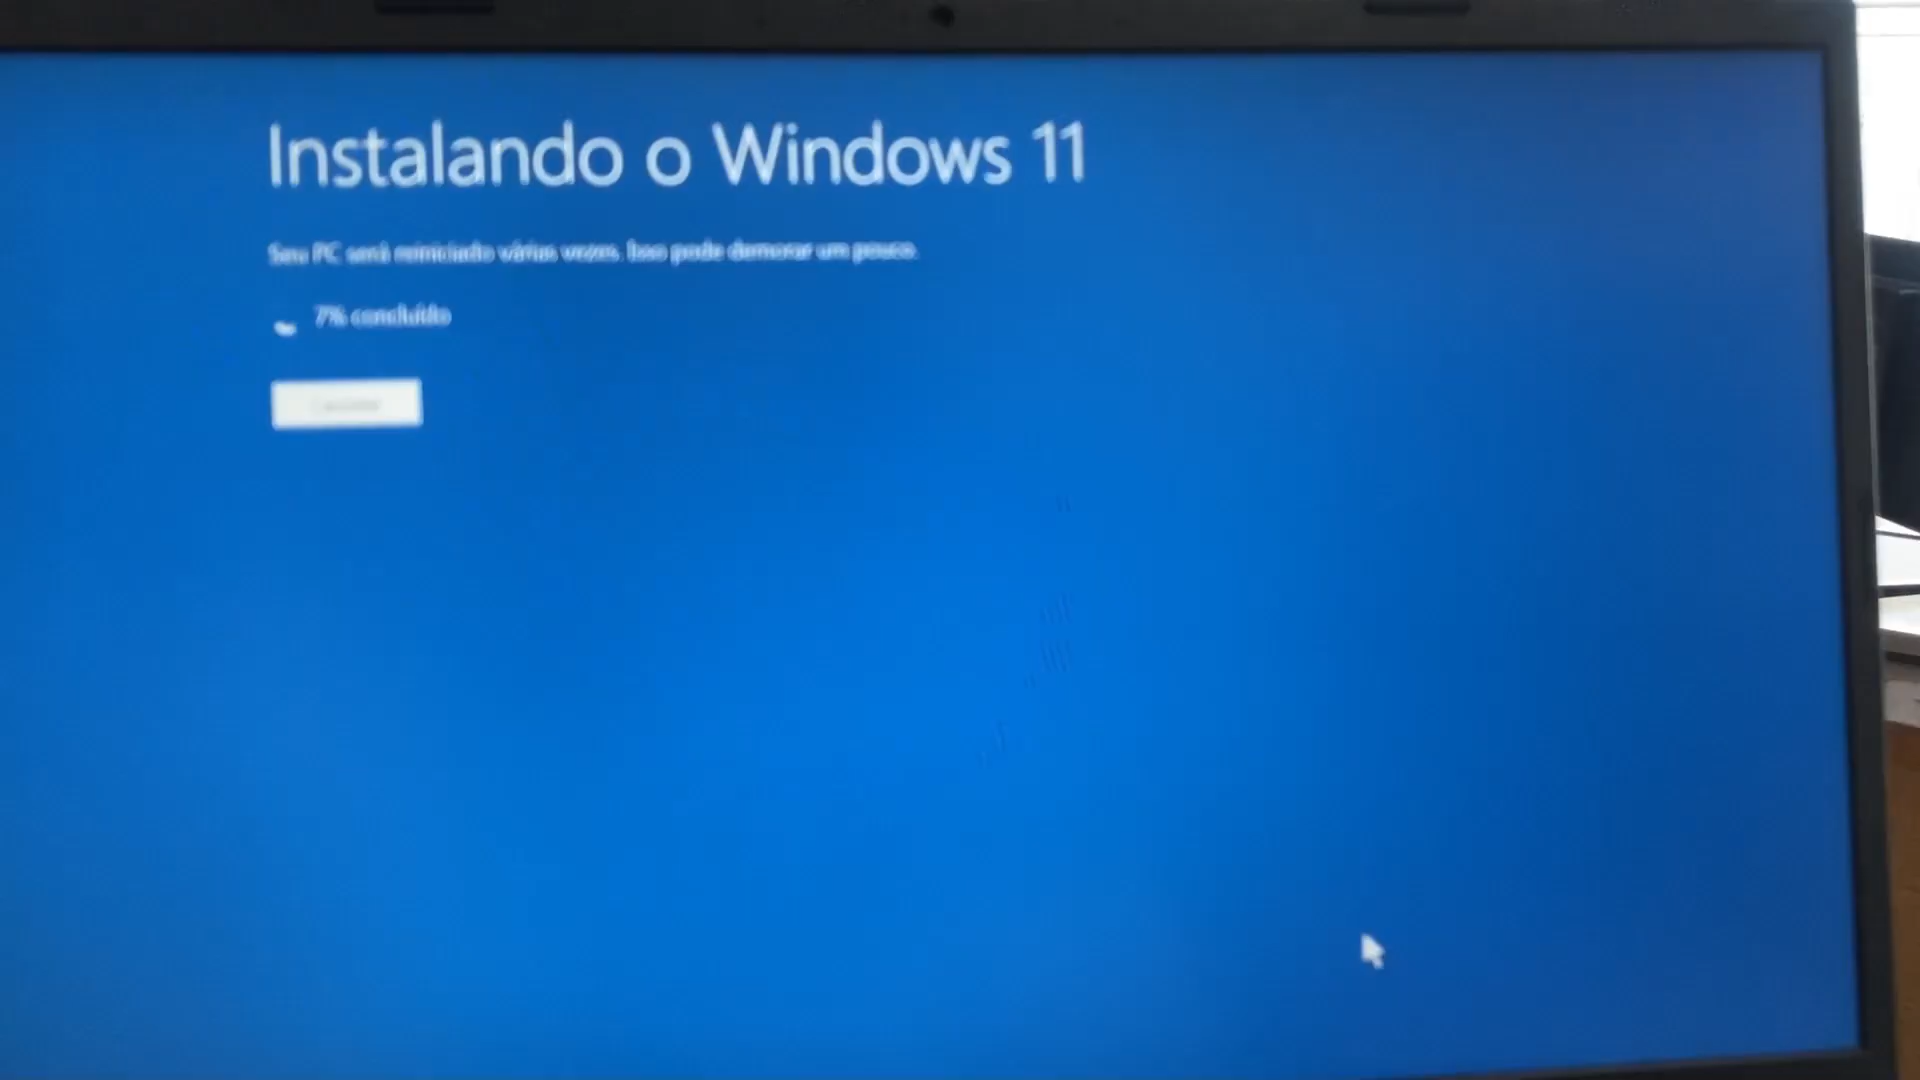 Instalando o Windows 11
Seu PC será reiniciado várias vezes. Isso pode demorar um pouco.
7% concluído